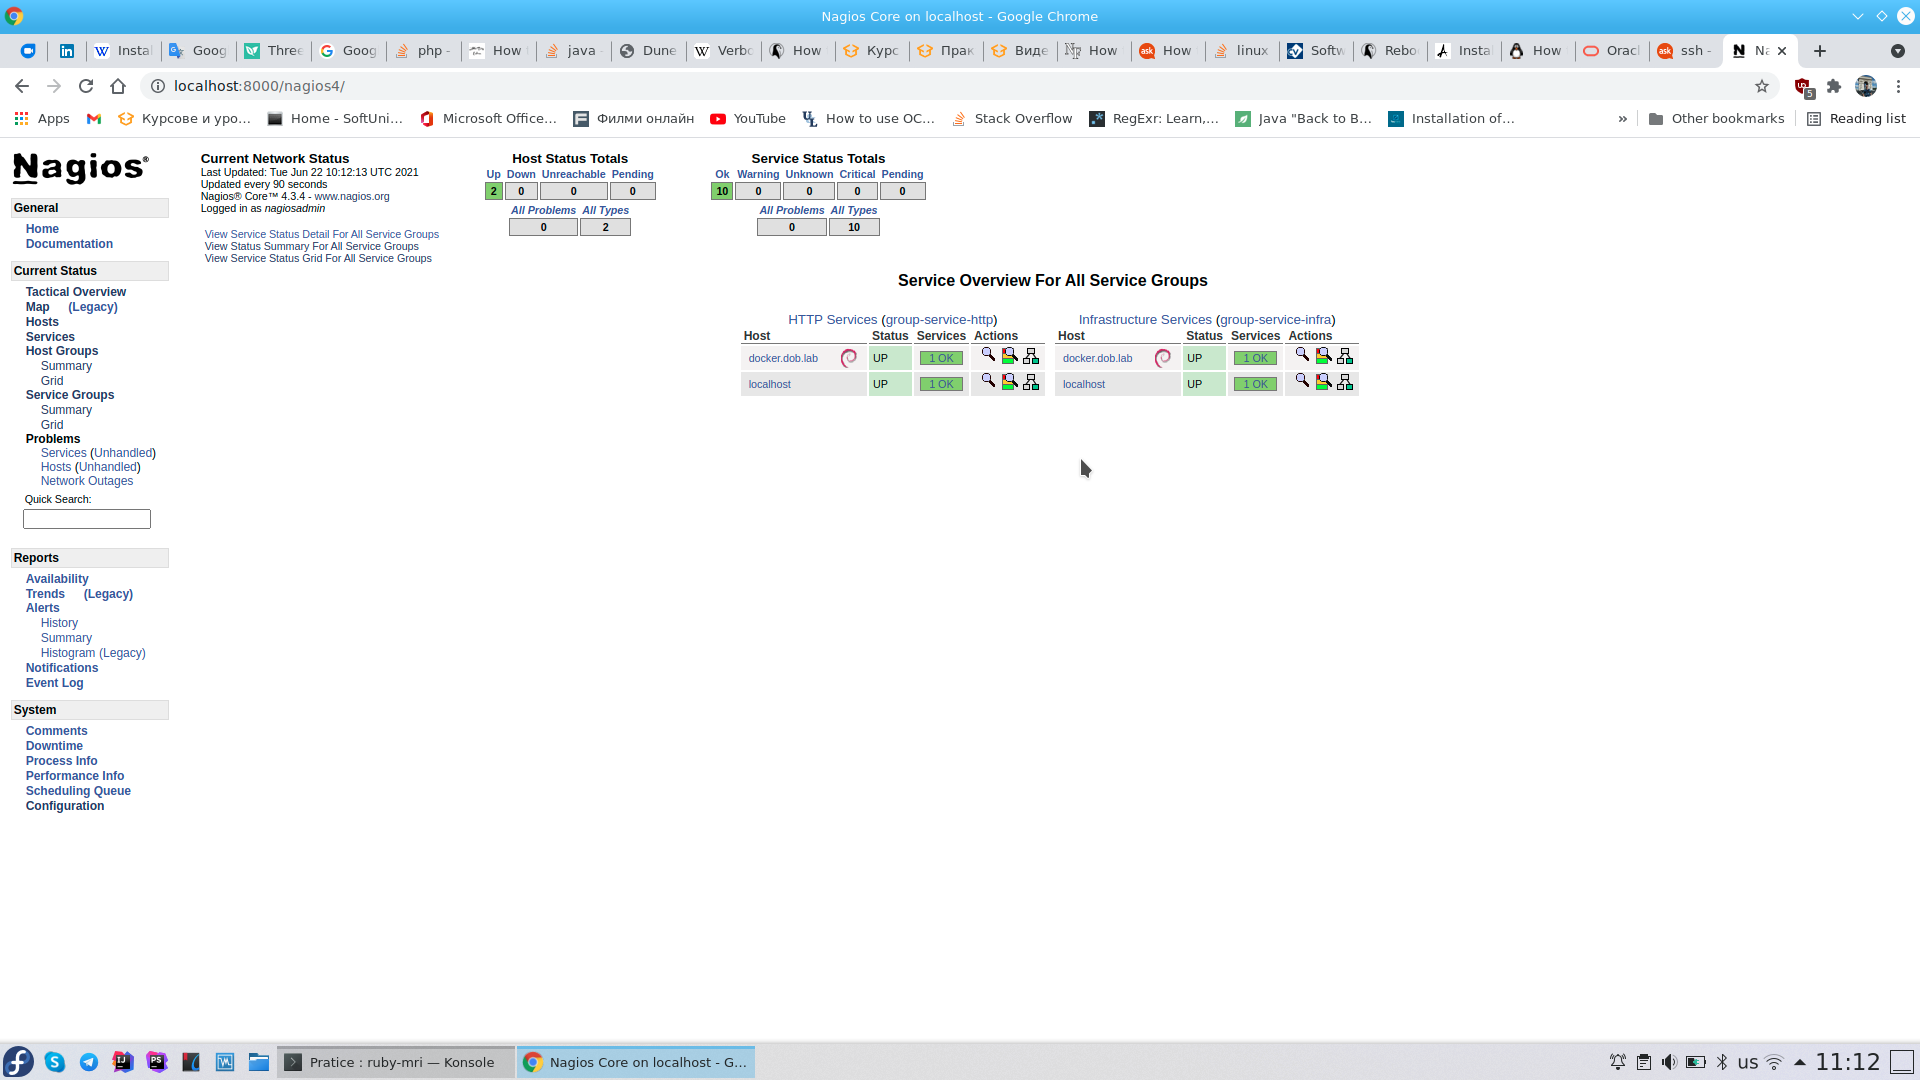 Nagios Core on localhost - Google Chrome
Insta
Goog
Three
Goog
php -
How
java -
Dune
Verbo
How
Курс
Прак
Виде
How
How
linux
Softw
Rebo
Insta
How
Oracl
ssh -
Na
localhost:8000/nagios4/
5
Apps
Курсове и уро...
Home - SoftUni...
Microsoft Office...
Филми онлайн
YouTube
How to use OC...
Stack Overflow
RegExr: Learn,...
Java "Back to B...
Installation of...
»
Other bookmarks
Reading list
Nagios®
General
Home
Documentation
Current Status
Tactical Overview
Map (Legacy)
Hosts
Services
Host Groups
Summary
Grid
Service Groups
Summary
Grid
Problems
Services (Unhandled)
Hosts (Unhandled)
Network Outages
Quick Search:
Reports
Availability
Trends (Legacy)
Alerts
History
Summary
Histogram (Legacy)
Notifications
Event Log
System
Comments
Downtime
Process Info
Performance Info
Scheduling Queue
Configuration
Current Network Status
Last Updated: Tue Jun 22 10:12:13 UTC 2021
Updated every 90 seconds
Nagios® Core™ 4.3.4 - www.nagios.org
Logged in as nagiosadmin
View Service Status Detail For All Service Groups
View Status Summary For All Service Groups
View Service Status Grid For All Service Groups
Host Status Totals
Up Down Unreachable Pending
2 0 0 0
All Problems All Types
0 2
Service Status Totals
Ok Warning Unknown Critical Pending
10 0 0 0 0
All Problems All Types
0 10
Service Overview For All Service Groups
HTTP Services (group-service-http)
Host Status Services Actions
docker.dob.lab UP 1 OK
localhost UP 1 OK
Infrastructure Services (group-service-infra)
Host Status Services Actions
docker.dob.lab UP 1 OK
localhost UP 1 OK
Pratice : ruby-mri — Konsole
Nagios Core on localhost - G...
us
11:12